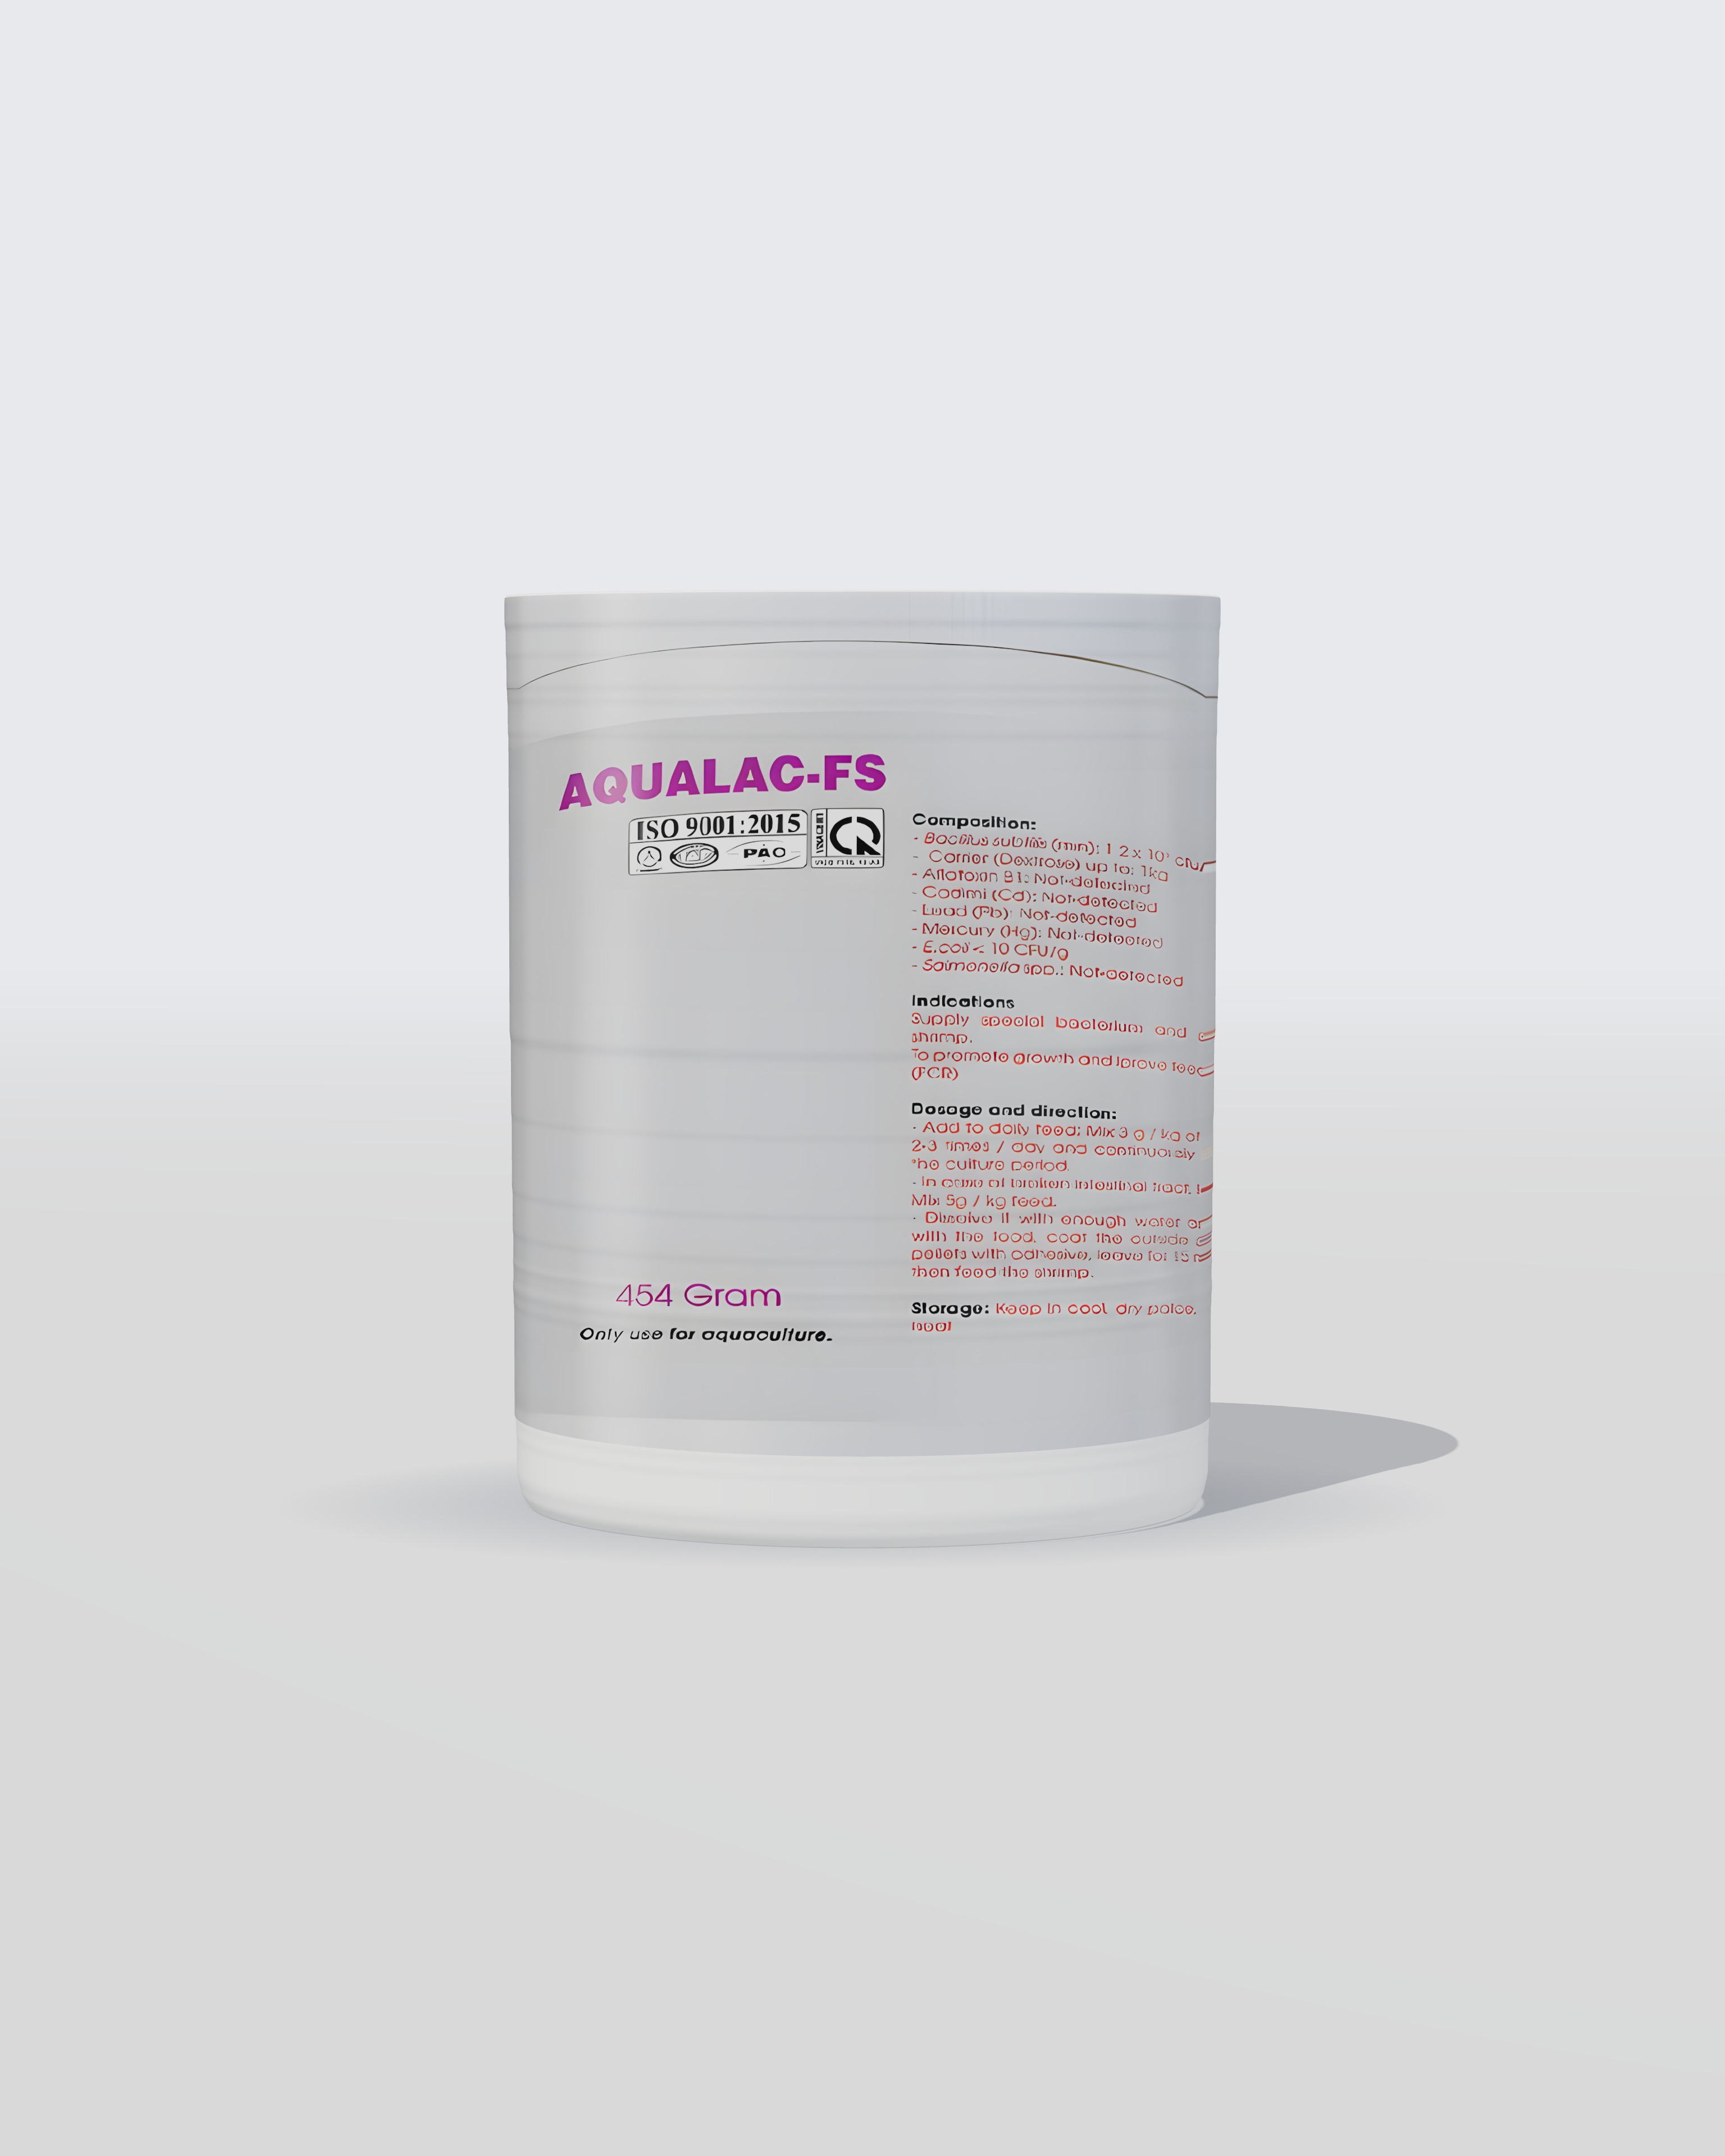 AQUALAC-FS
ISO 9001:2015
PAO
Composition:
- Bacillus subtilis (min): 1 2 x 10⁹ cfu/
- Carrier (Dextrose) up to: 1kg
- Aflatoxin B1: Not-detected
- Cadimi (Cd): Not-detected
- Lead (Pb): Not-detected
- Mercury (Hg): Not-detected
- E.coli < 10 CFU/g
- Salmonella spp.: Not-detected
Indications
Supply special bacterium and
shrimp.
To promote growth and iprove feed
(FCR)
Dosage and direction:
- Add to daily food: Mix 3 g / kg of
2-3 times / day and continuously
the culture period.
- In case of broken intestinal tract,
Mix 5g / kg feed.
- Dissolve it with enough water
with the food, coat the outside
pellets with adhesive, leave for 15
then feed the shrimp.
Storage: Keep in cool, dry palce,
454 Gram
Only use for aquaculture.